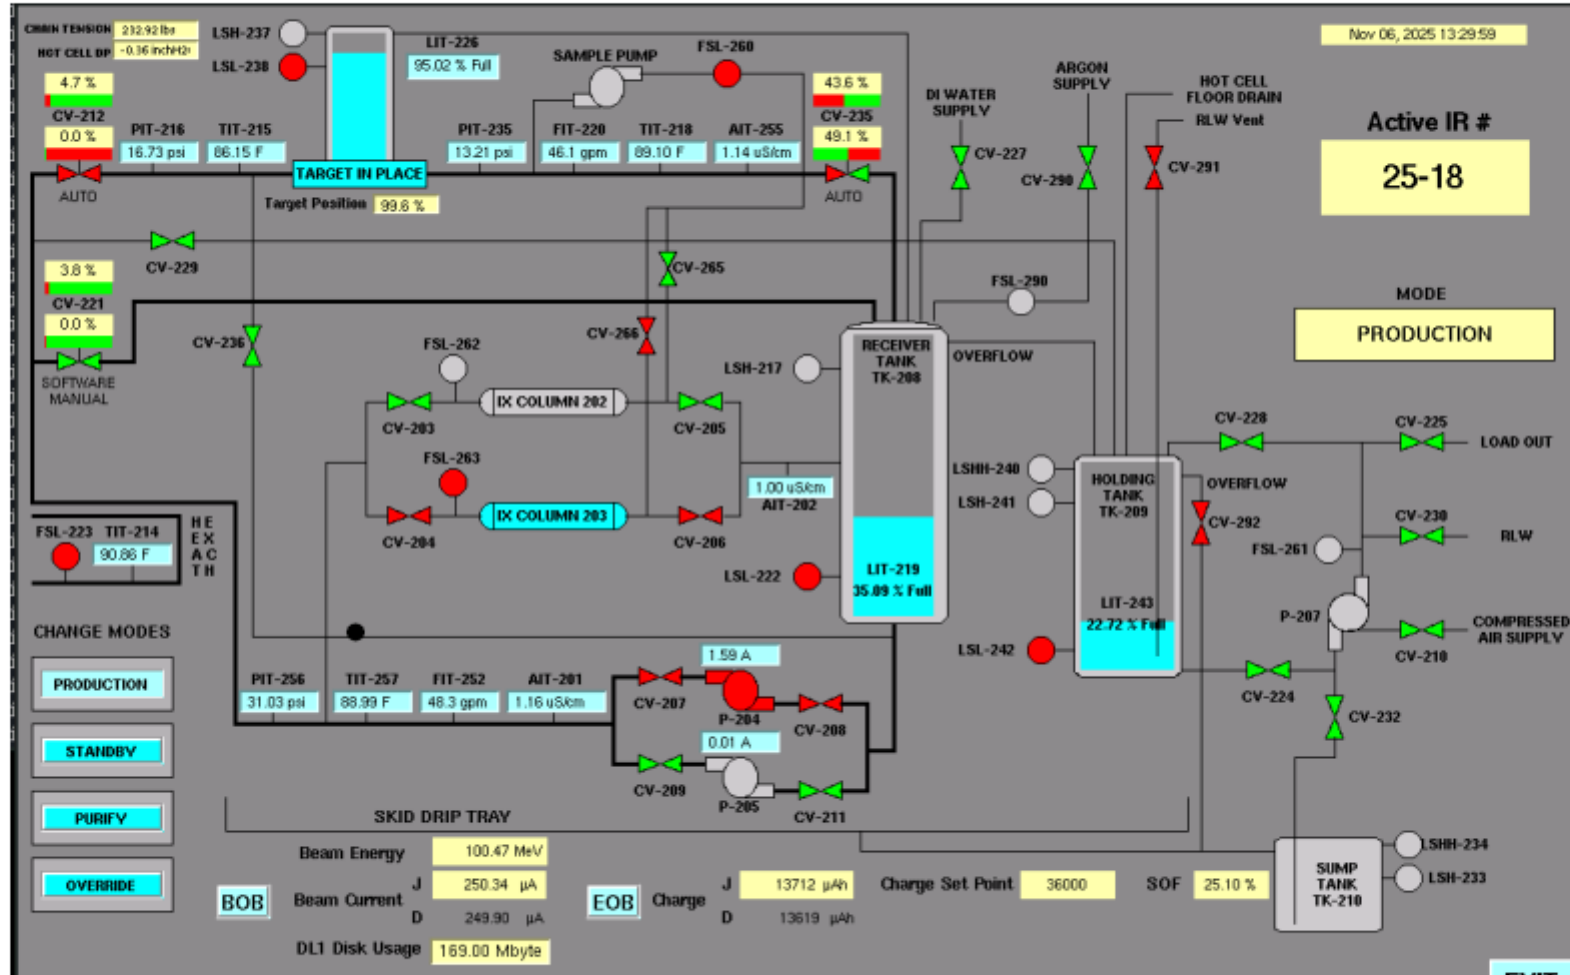 CHAIN TENSION 232.92 lbs
HOT CELL DP -0.36 inchH2
LSH-237
LSL-238
LIT-226
95.02 % Full
SAMPLE PUMP
FSL-260
Nov 06, 2025 13:29:59
4.7 %
CV-212
0.0 %
AUTO
PIT-216
16.73 psi
TIT-215
86.15 F
TARGET IN PLACE
Target Position 99.6 %
PIT-235
13.21 psi
FIT-220
46.1 gpm
TIT-218
89.10 F
AIT-255
1.14 uS/cm
43.6 %
CV-235
49.1 %
AUTO
DI WATER
SUPPLY
CV-227
ARGON
SUPPLY
CV-290
HOT CELL
FLOOR DRAIN
RLW Vent
CV-291
Active IR #
25-18
CV-229
CV-265
FSL-290
3.8 %
CV-221
0.0 %
SOFTWARE
MANUAL
CV-236
CV-266
MODE
PRODUCTION
FSL-262
IX COLUMN 202
CV-203
CV-205
LSH-217
RECEIVER
TANK
TK-208
OVERFLOW
FSL-263
IX COLUMN 203
CV-204
CV-206
1.00 uS/cm
AIT-202
LSL-222
LIT-219
35.09 % Full
LSHH-240
LSH-241
HOLDING
TANK
TK-209
OVERFLOW
CV-292
LIT-243
22.72 % Full
LSL-242
CV-228
CV-225
LOAD OUT
CV-230
RLW
FSL-261
P-207
COMPRESSED
AIR SUPPLY
CV-210
CV-224
CV-232
FSL-223
TIT-214
90.86 F
H E
E X
A C
T H
CHANGE MODES
PRODUCTION
STANDBY
PURIFY
OVERRIDE
PIT-256
31.03 psi
TIT-257
88.99 F
FIT-252
48.3 gpm
AIT-201
1.16 uS/cm
1.59 A
CV-207
P-204
CV-208
0.01 A
CV-209
P-205
CV-211
SKID DRIP TRAY
Beam Energy 100.47 MeV
BOB
Beam Current
J 250.34 µA
D 249.90 µA
DL1 Disk Usage 169.00 Mbyte
EOB
Charge
J 13712 µAh
D 13619 µAh
Charge Set Point 36000
SOF 25.10 %
SUMP
TANK
TK-210
LSHH-234
LSH-233